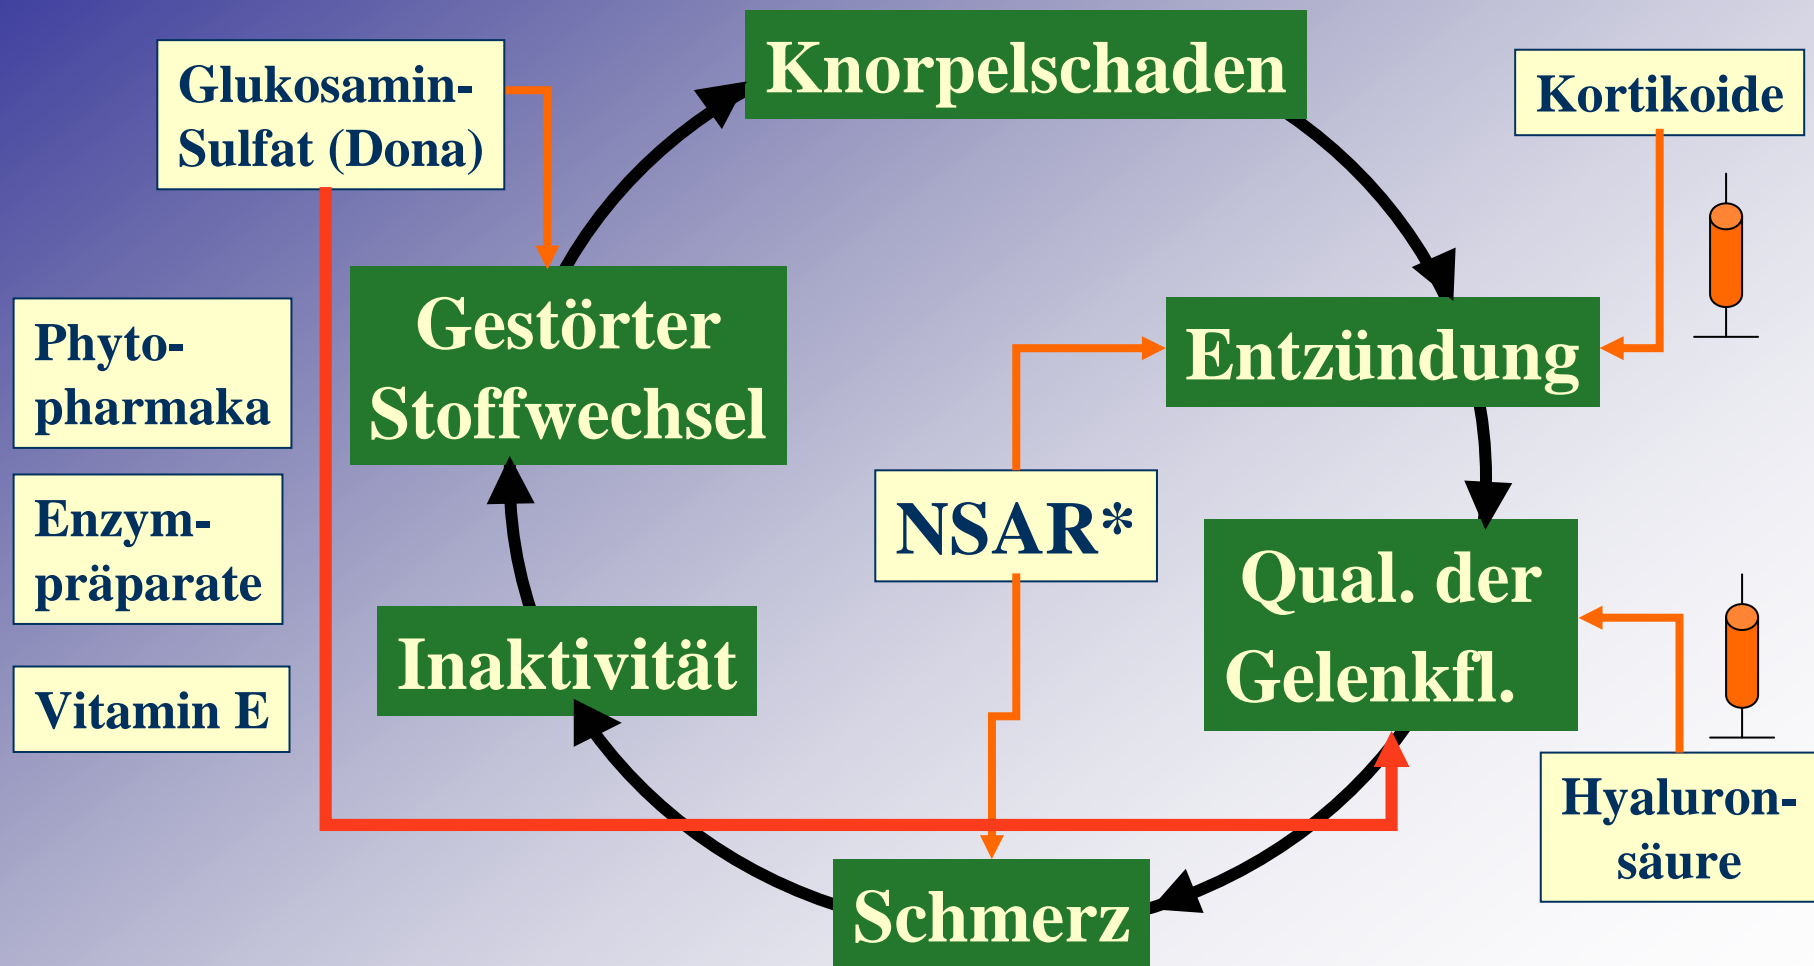 Knorpelschaden
Glukosamin-
Sulfat (Dona)
Kortikoide
Gestörter
Stoffwechsel
Entzündung
Phyto-
pharmaka
NSAR*
Enzym-
präparate
Qual. der
Gelenkfl.
Inaktivität
Vitamin E
Hyaluron-
säure
Schmerz